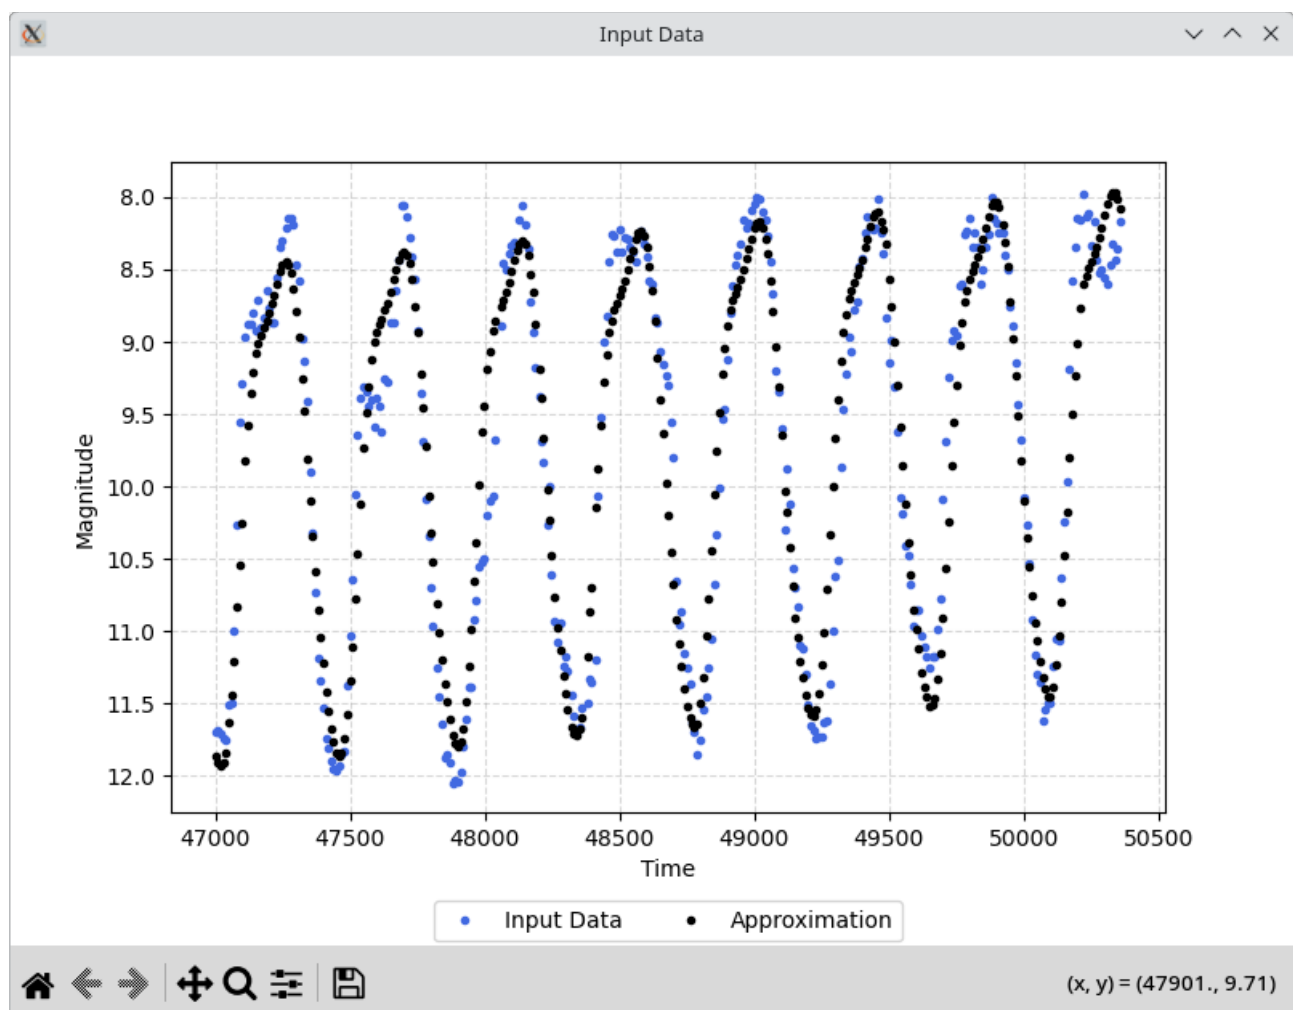 Input Data
8.0
8.5
9.0
9.5
10.0
10.5
11.0
11.5
12.0
Magnitude
47000 47500 48000 48500 49000 49500 50000 50500
Time
Input Data Approximation
(x, y) = (47901., 9.71)